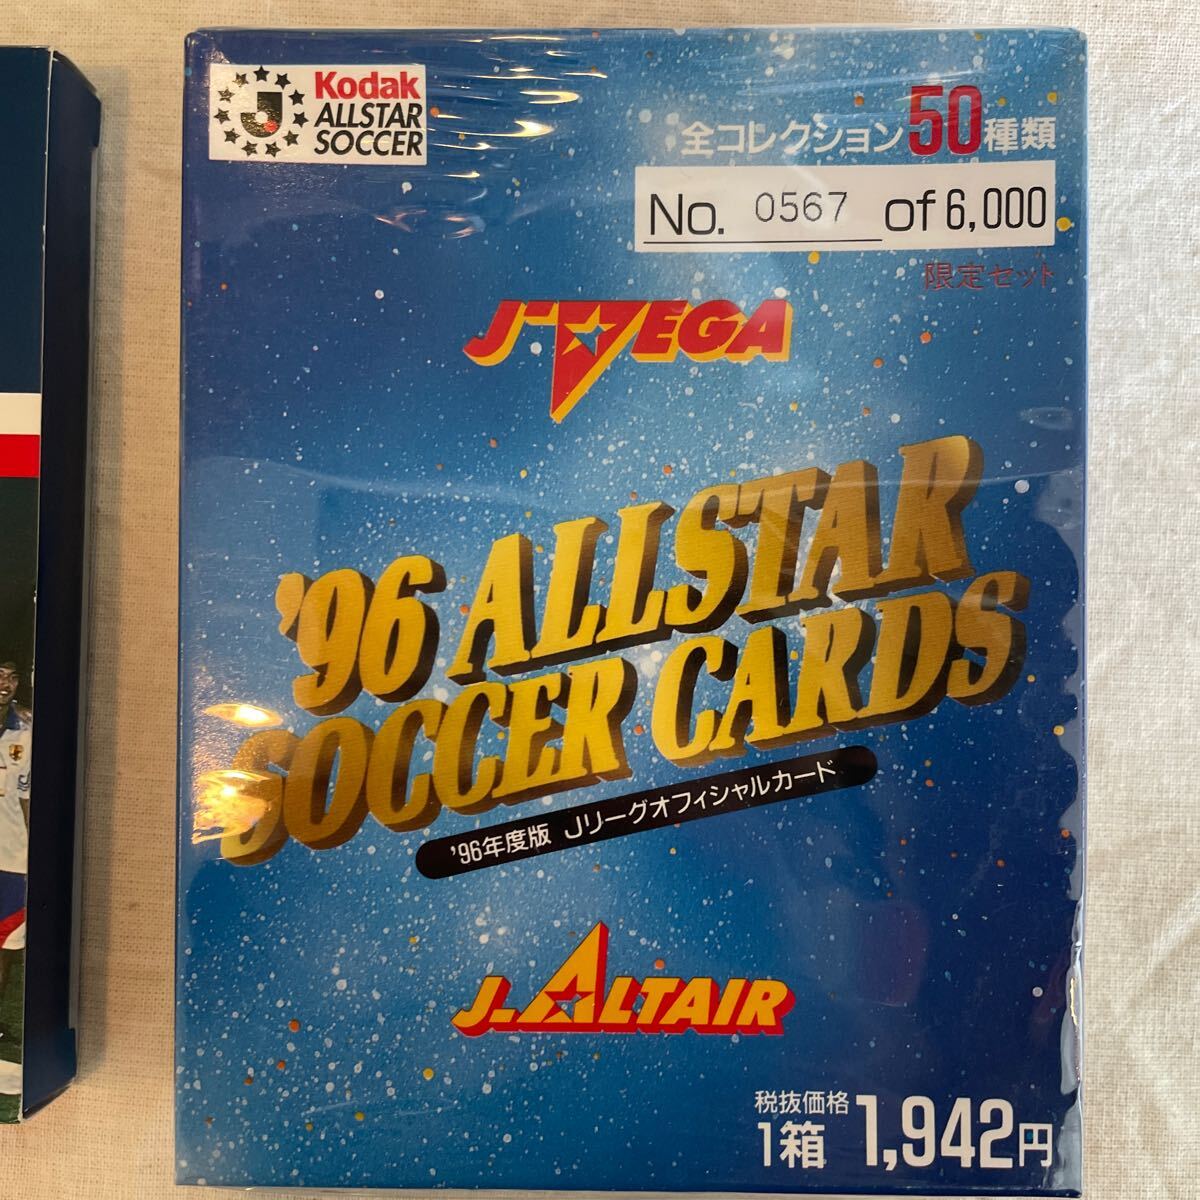 Kodak
ALLSTAR
SOCCER
全コレクション50種類
No. 0567 of 6,000
限定セット
J-VEGA
'96 ALLSTAR
SOCCER CARDS
'96年度版 Jリーグオフィシャルカード
J-ALTAIR
税抜価格
1箱 1,942円